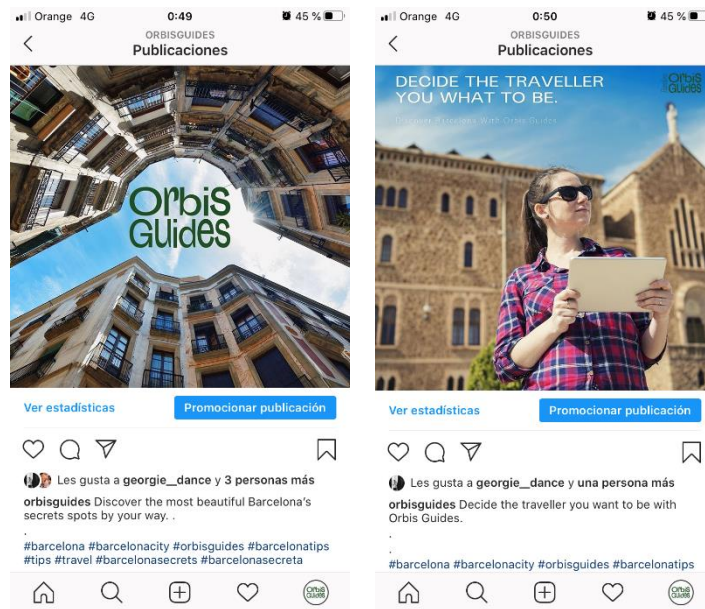 Orange 4G 0:49 45 %
ORBISGUIDES
Publicaciones
Orbis
Guides
Ver estadísticas
Promocionar publicación
Les gusta a georgie__dance y 3 personas más
orbisguides Discover the most beautiful Barcelona's
secrets spots by your way. .
.
#barcelona #barcelonacity #orbisguides #barcelonatips
#tips #travel #barcelonasecrets #barcelonasecreta
Orbis
Guides
Orange 4G 0:50 45 %
ORBISGUIDES
Publicaciones
DECIDE THE TRAVELLER
YOU WHAT TO BE.
Discover Barcelona With Orbis Guides
Orbis
Guides
Ver estadísticas
Promocionar publicación
Les gusta a georgie__dance y una persona más
orbisguides Decide the traveller you want to be with
Orbis Guides.
.
.
#barcelona #barcelonacity #orbisguides #barcelonatips
Orbis
Guides